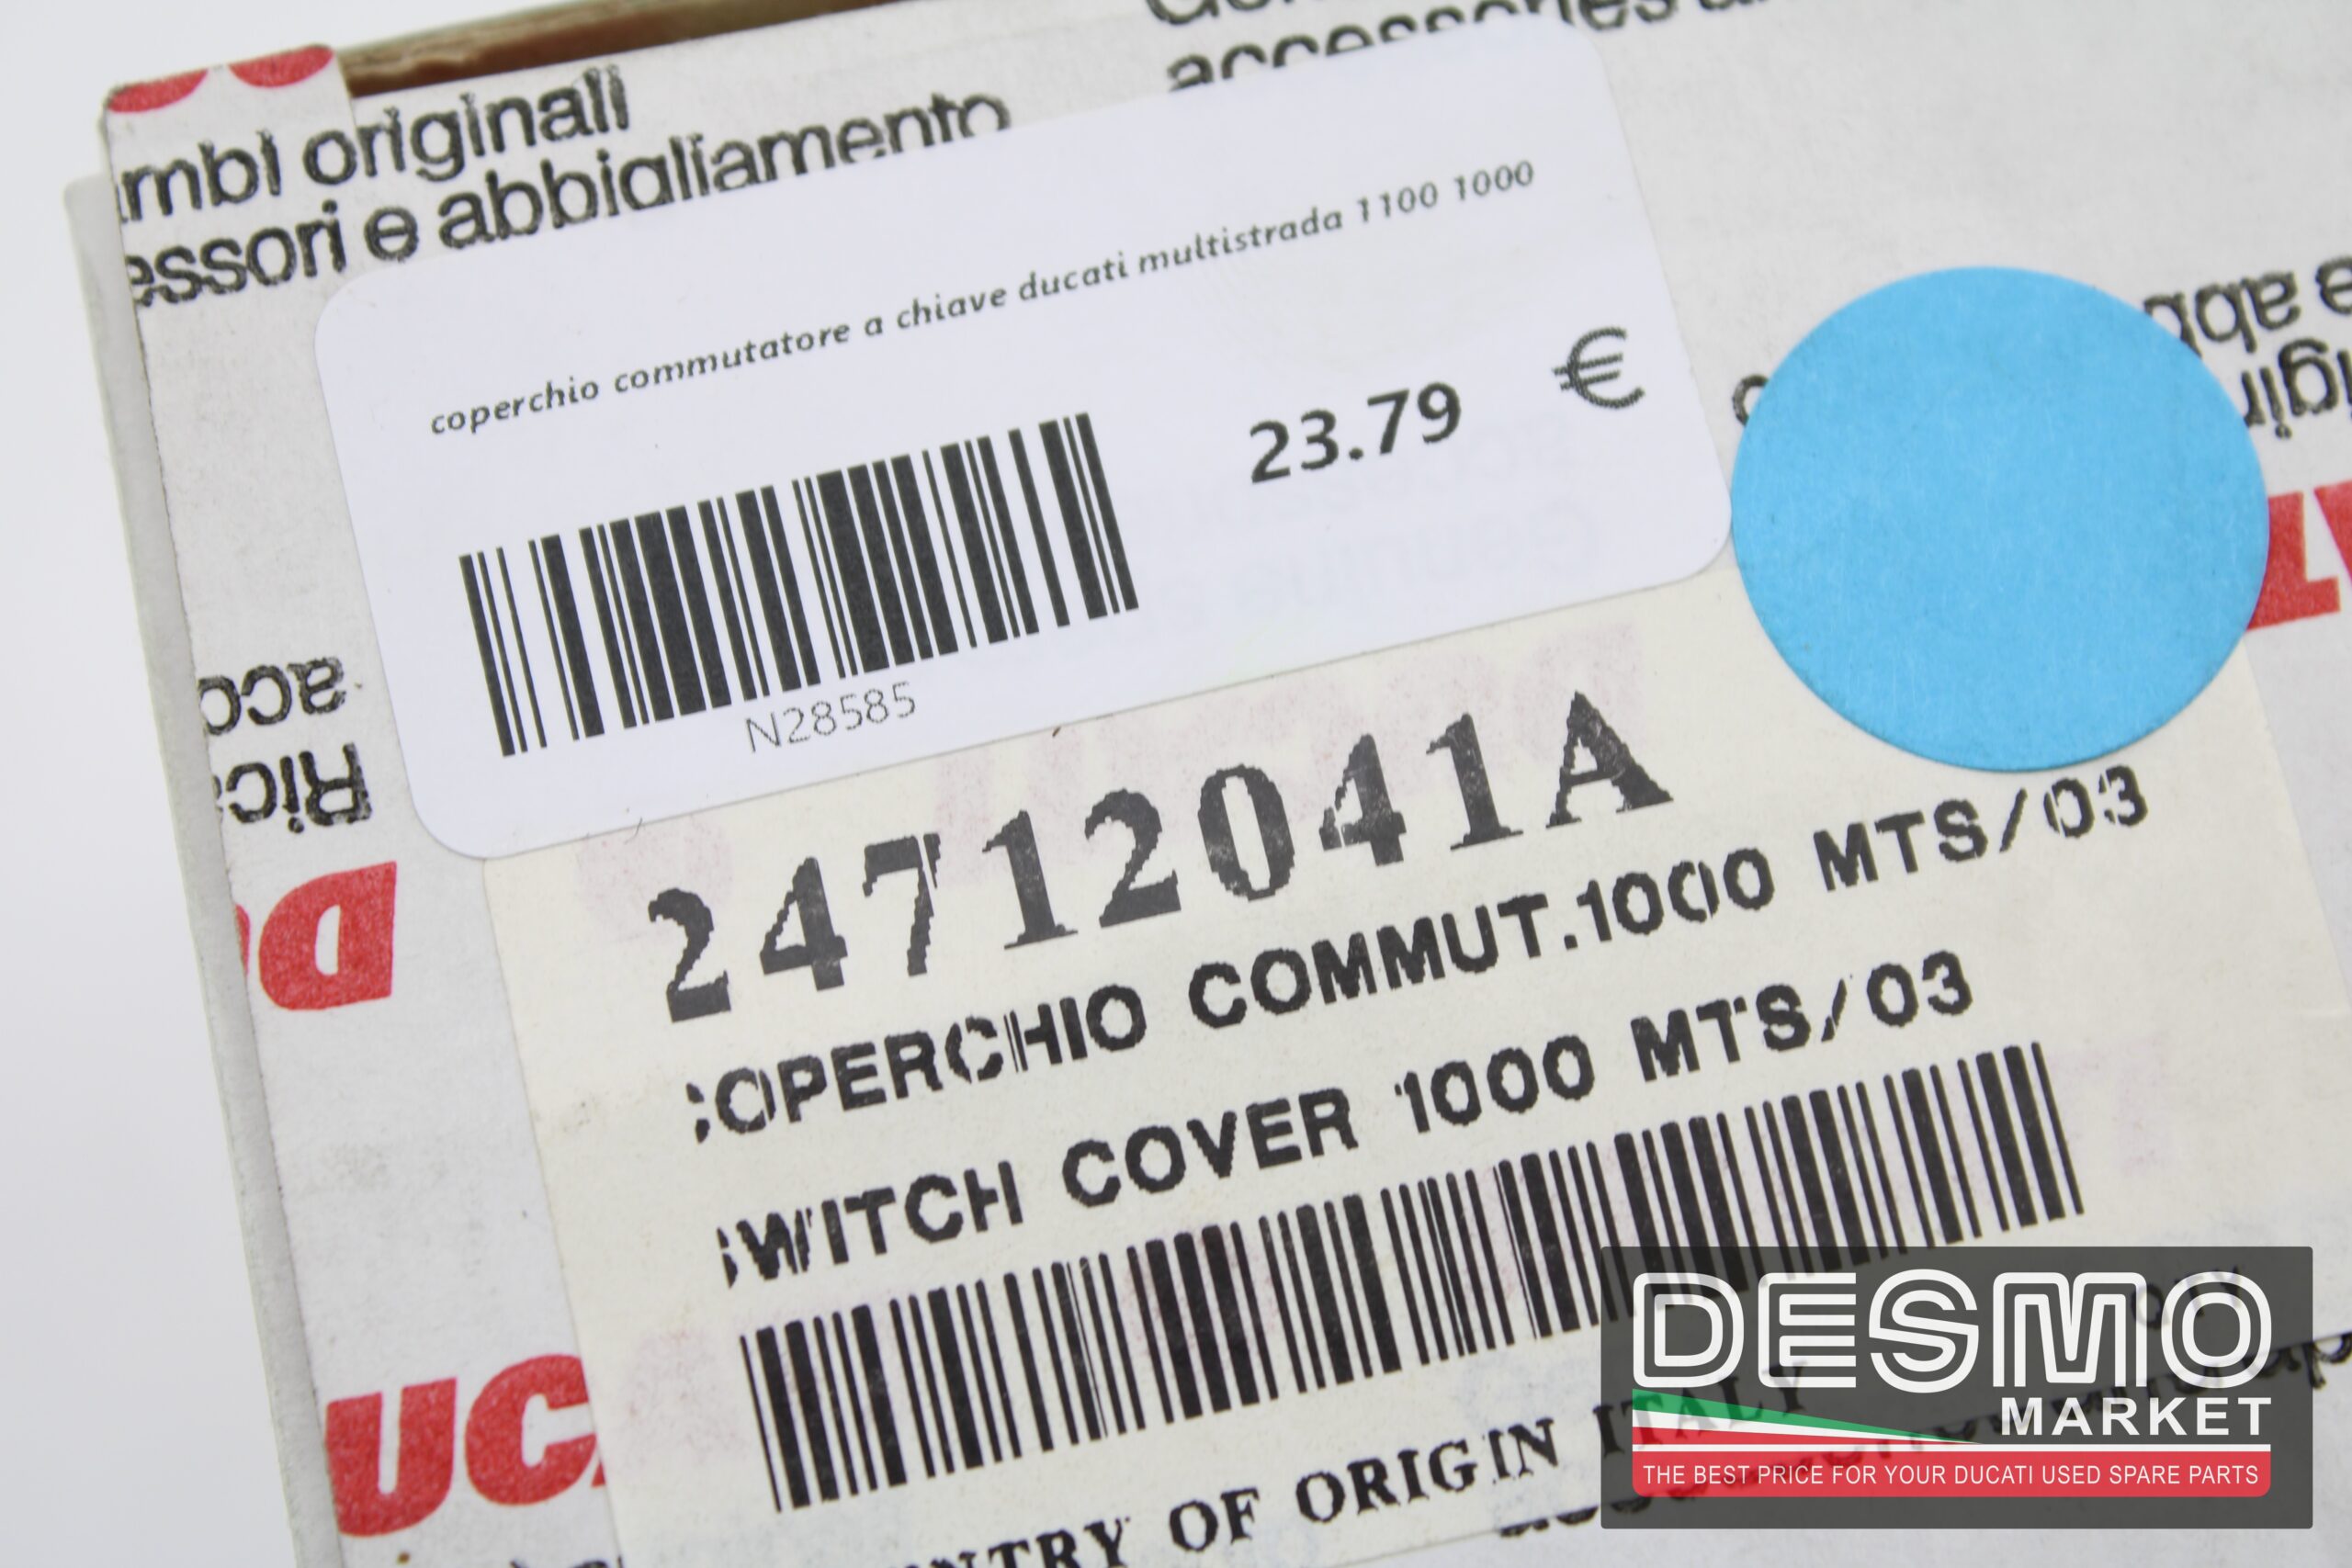 originali
essori e abbigliamento
accessories
coperchio commutatore a chiave ducati multistrada 1100 1000
23.79 €
N28585
24712041A
COPERCHIO COMMUT.1000 MTS/03
SWITCH COVER 1000 MTS/03
OF ORIGIN ITALY
QTY
DESMO
MARKET
THE BEST PRICE FOR YOUR DUCATI USED SPARE PARTS